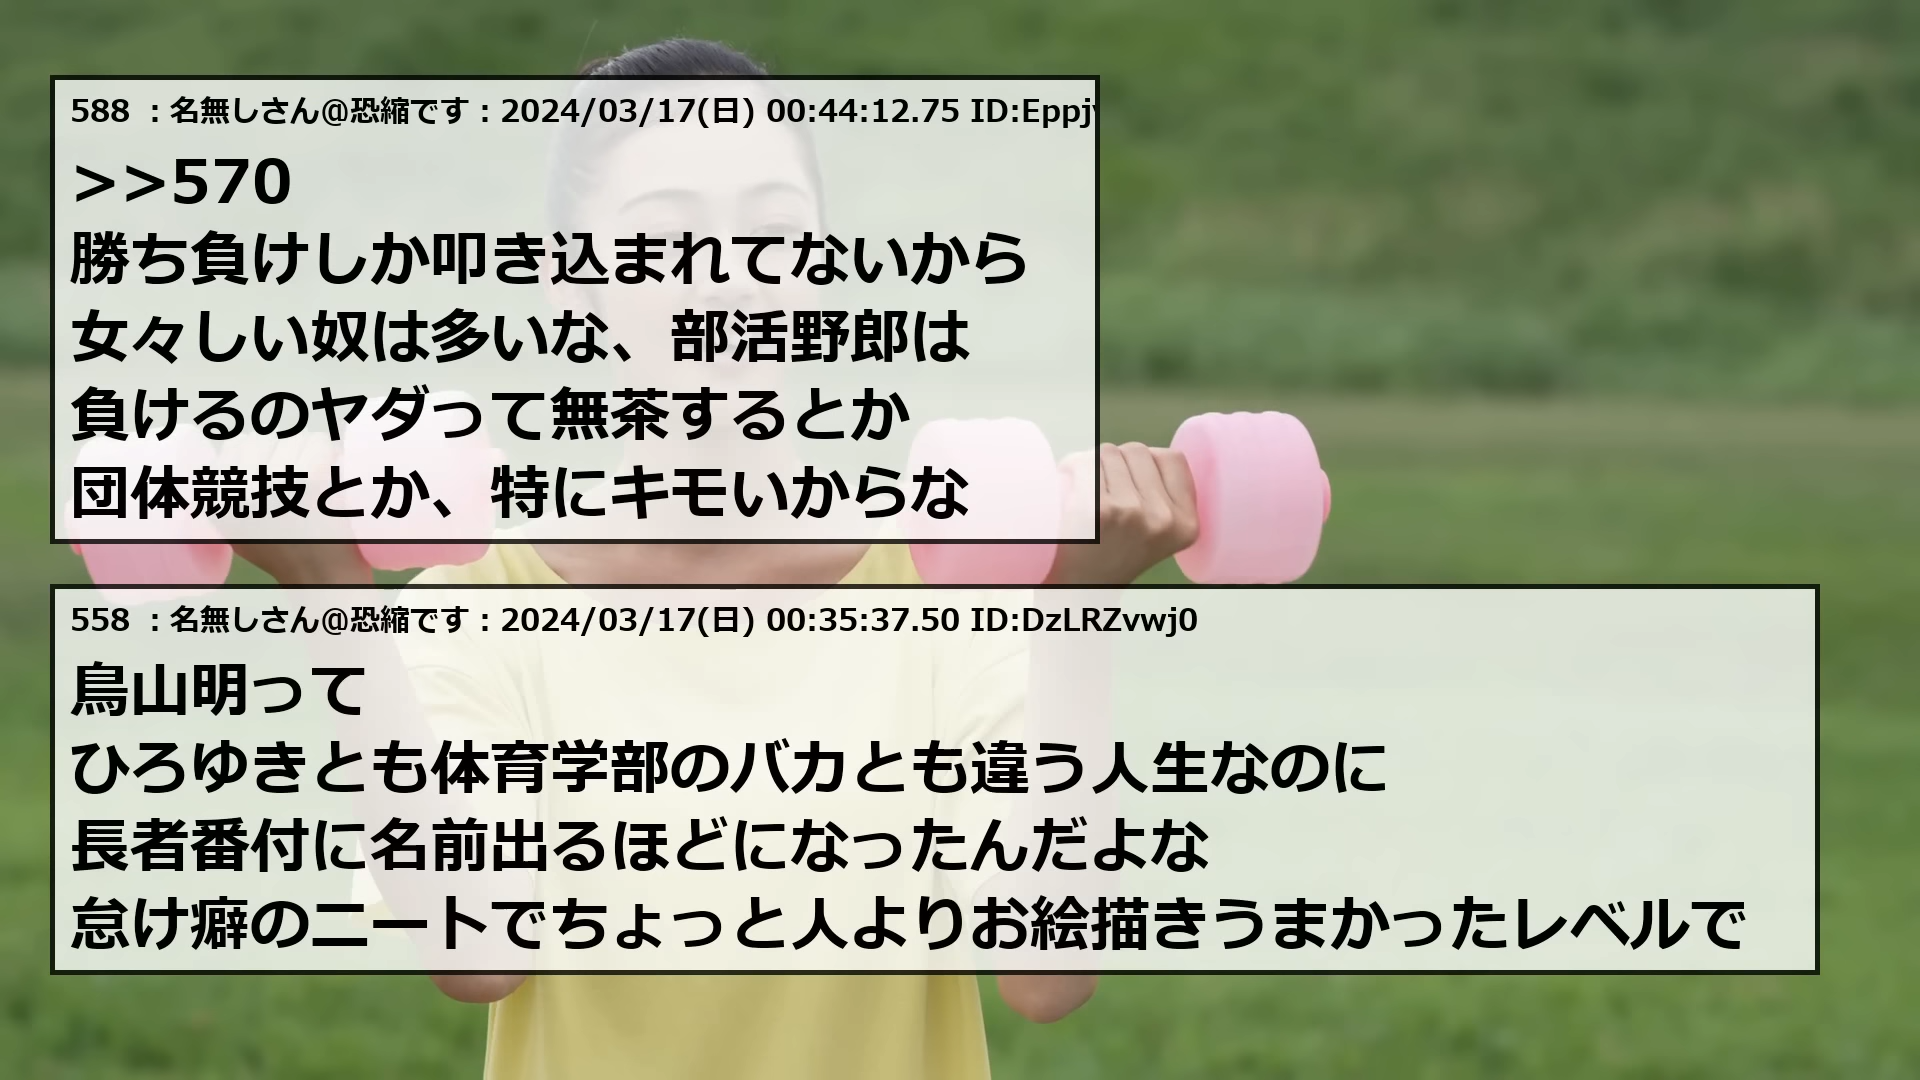 588 ：名無しさん@恐縮です：2024/03/17(日) 00:44:12.75 ID:Eppj
>>570
勝ち負けしか叩き込まれてないから
女々しい奴は多いな、部活野郎は
負けるのヤダって無茶するとか
団体競技とか、特にキモいからな
558 ：名無しさん@恐縮です：2024/03/17(日) 00:35:37.50 ID:DzLRZvwj0
鳥山明って
ひろゆきとも体育学部のバカとも違う人生なのに
長者番付に名前出るほどになったんだよな
怠け癖のニートでちょっと人よりお絵描きうまかったレベルで